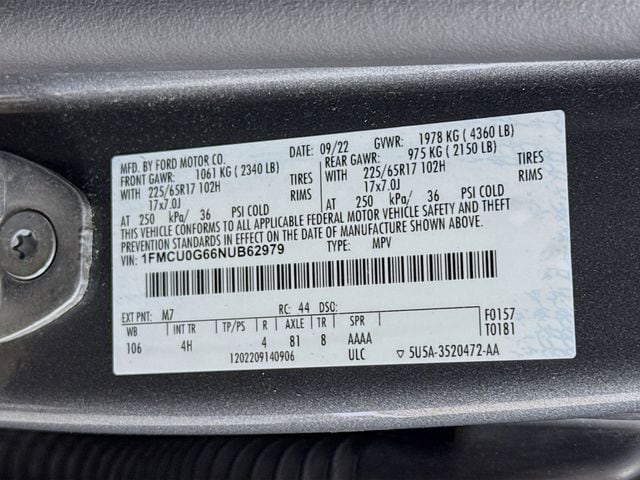 MFD. BY FORD MOTOR CO. DATE: 09/22 GVWR: 1978 KG ( 4360 LB)
FRONT GAWR: 1061 KG ( 2340 LB) REAR GAWR: 975 KG ( 2150 LB)
225/65R17 102H TIRES 225/65R17 102H TIRES
17x7.0J RIMS 17x7.0J RIMS
AT 250 kPa/ 36 PSI COLD AT 250 kPa/ 36 PSI COLD
THIS VEHICLE CONFORMS TO ALL APPLICABLE FEDERAL MOTOR VEHICLE SAFETY AND THEFT
PREVENTION STANDARDS IN EFFECT ON THE DATE OF MANUFACTURE SHOWN ABOVE.
VIN: 1FMCU0G66NUB62979 TYPE: MPV
EXT PNT: M7 RC: 44 DSO: F0157
WB INT TR TP/PS R AXLE TR SPR T0181
106 4H 4 81 8 AAAA
1202209140906 ULC 5U5A-3520472-AA